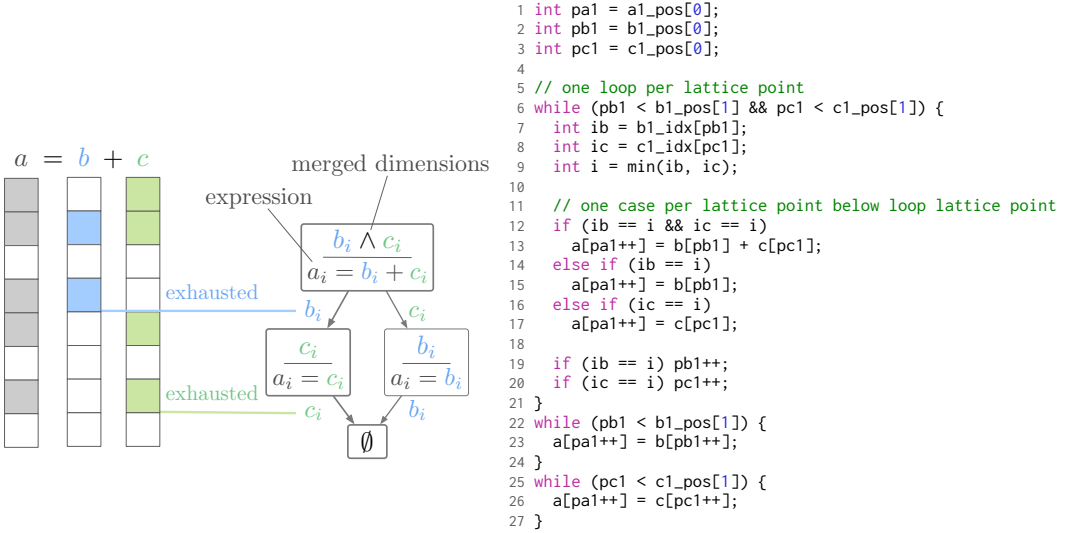 a = b + c
merged dimensions
expression
b_i ∧ c_i
a_i = b_i + c_i
exhausted
b_i
c_i
c_i
a_i = c_i
b_i
a_i = b_i
exhausted
c_i
b_i
∅
1 int pa1 = a1_pos[0];
2 int pb1 = b1_pos[0];
3 int pc1 = c1_pos[0];
4
5 // one loop per lattice point
6 while (pb1 < b1_pos[1] && pc1 < c1_pos[1]) {
7   int ib = b1_idx[pb1];
8   int ic = c1_idx[pc1];
9   int i = min(ib, ic);
10
11   // one case per lattice point below loop lattice point
12   if (ib == i && ic == i)
13     a[pa1++] = b[pb1] + c[pc1];
14   else if (ib == i)
15     a[pa1++] = b[pb1];
16   else if (ic == i)
17     a[pa1++] = c[pc1];
18
19   if (ib == i) pb1++;
20   if (ic == i) pc1++;
21 }
22 while (pb1 < b1_pos[1]) {
23   a[pa1++] = b[pb1++];
24 }
25 while (pc1 < c1_pos[1]) {
26   a[pa1++] = c[pc1++];
27 }